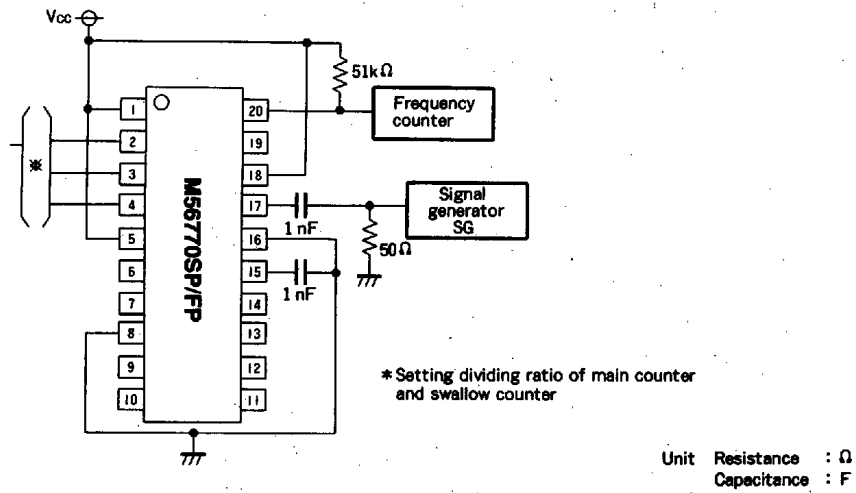 Vcc
51kΩ
Frequency
counter
1
2
3
4
5
6
7
8
9
10
20
19
18
17
16
15
14
13
12
11
M56770SP/FP
※
1 nF
Signal
generator
SG
50Ω
1 nF
* Setting dividing ratio of main counter
and swallow counter
Unit Resistance : Ω
Capacitance : F